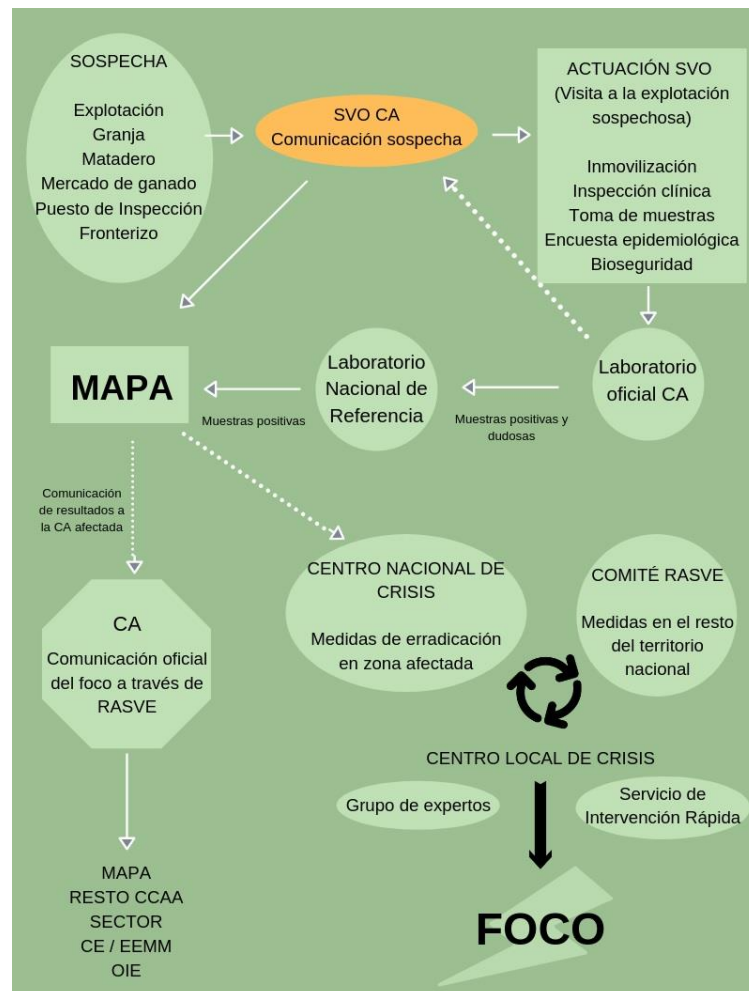 SOSPECHA
Explotación
Granja
Matadero
Mercado de ganado
Puesto de Inspección
Fronterizo
SVO CA
Comunicación sospecha
ACTUACIÓN SVO
(Visita a la explotación
sospechosa)
Inmovilización
Inspección clínica
Toma de muestras
Encuesta epidemiológica
Bioseguridad
MAPA
Muestras positivas
Laboratorio
Nacional de
Referencia
Muestras positivas y
dudosas
Laboratorio
oficial CA
Comunicación
de resultados a
la CA afectada
CENTRO NACIONAL DE
CRISIS
Medidas de erradicación
en zona afectada
COMITÉ RASVE
Medidas en el resto
del territorio
nacional
CA
Comunicación oficial
del foco a través de
RASVE
CENTRO LOCAL DE CRISIS
Grupo de expertos
Servicio de
Intervención Rápida
MAPA
RESTO CCAA
SECTOR
CE / EEMM
OIE
FOCO